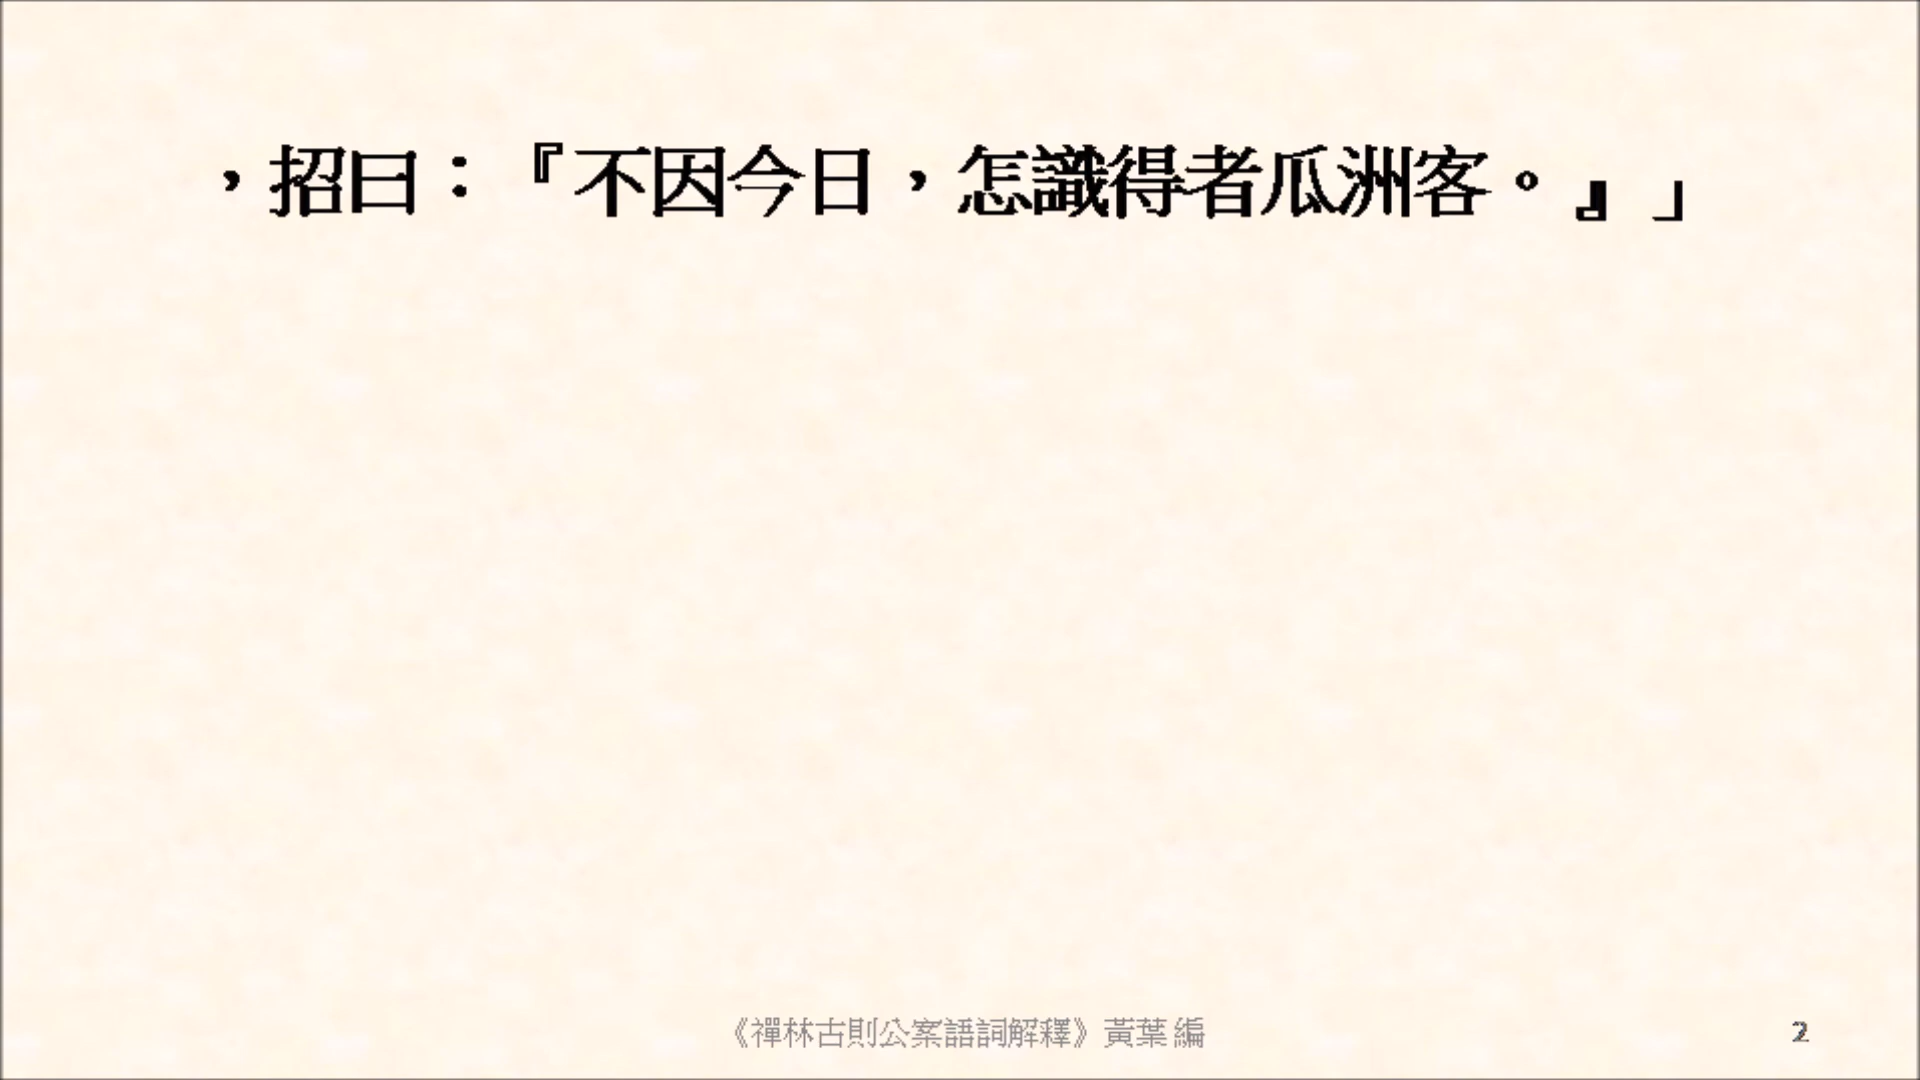 ，招曰：『不因今日，怎識得者瓜洲客。』」
《禪林古則公案語詞解釋》黃葉 編
2